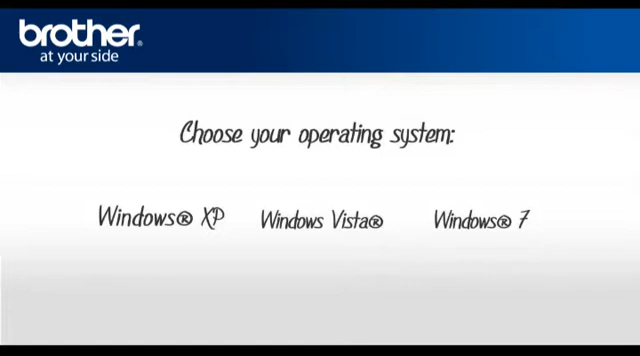 brother®
at your side
Choose your operating system:
Windows® XP Windows Vista® Windows® 7